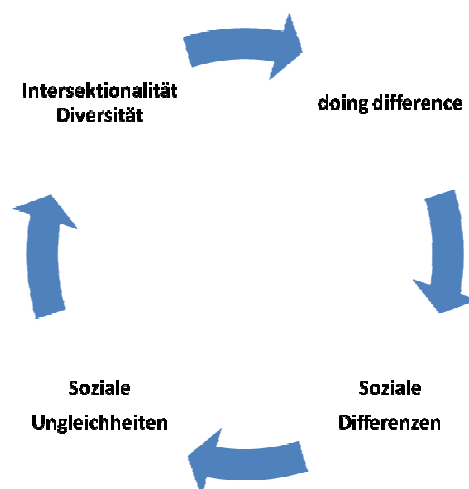 Intersektionalität
Diversität
doing difference
Soziale
Ungleichheiten
Soziale
Differenzen